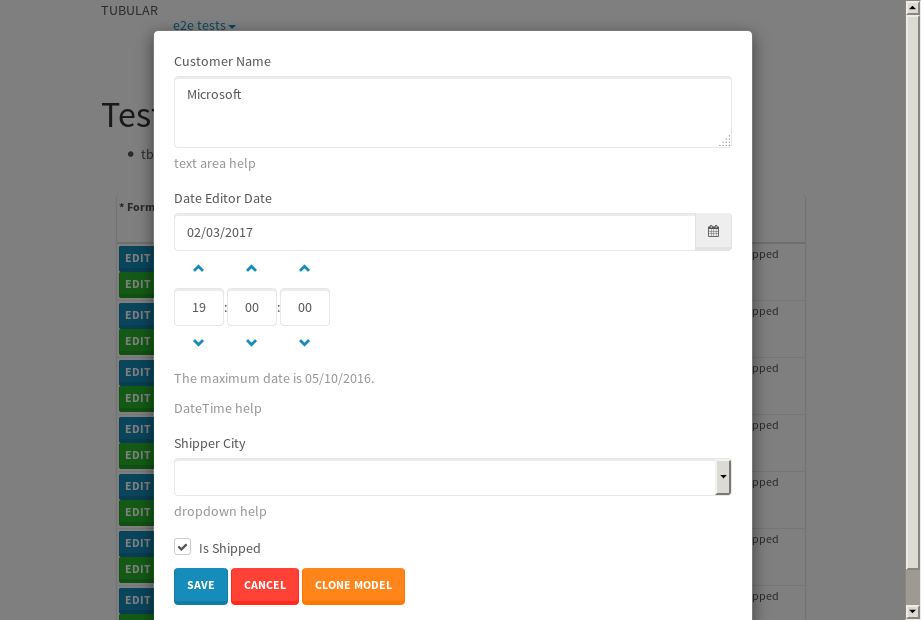 TUBULAR
e2e tests
Customer Name
Test
Microsoft
tb
text area help
Date Editor Date
* Form
02/03/2017
EDIT
pped
EDIT
19 : 00 : 00
EDIT
pped
EDIT
EDIT
pped
The maximum date is 05/10/2016.
EDIT
DateTime help
EDIT
pped
Shipper City
EDIT
EDIT
pped
dropdown help
EDIT
EDIT
pped
Is Shipped
EDIT
SAVE CANCEL CLONE MODEL
EDIT
pped